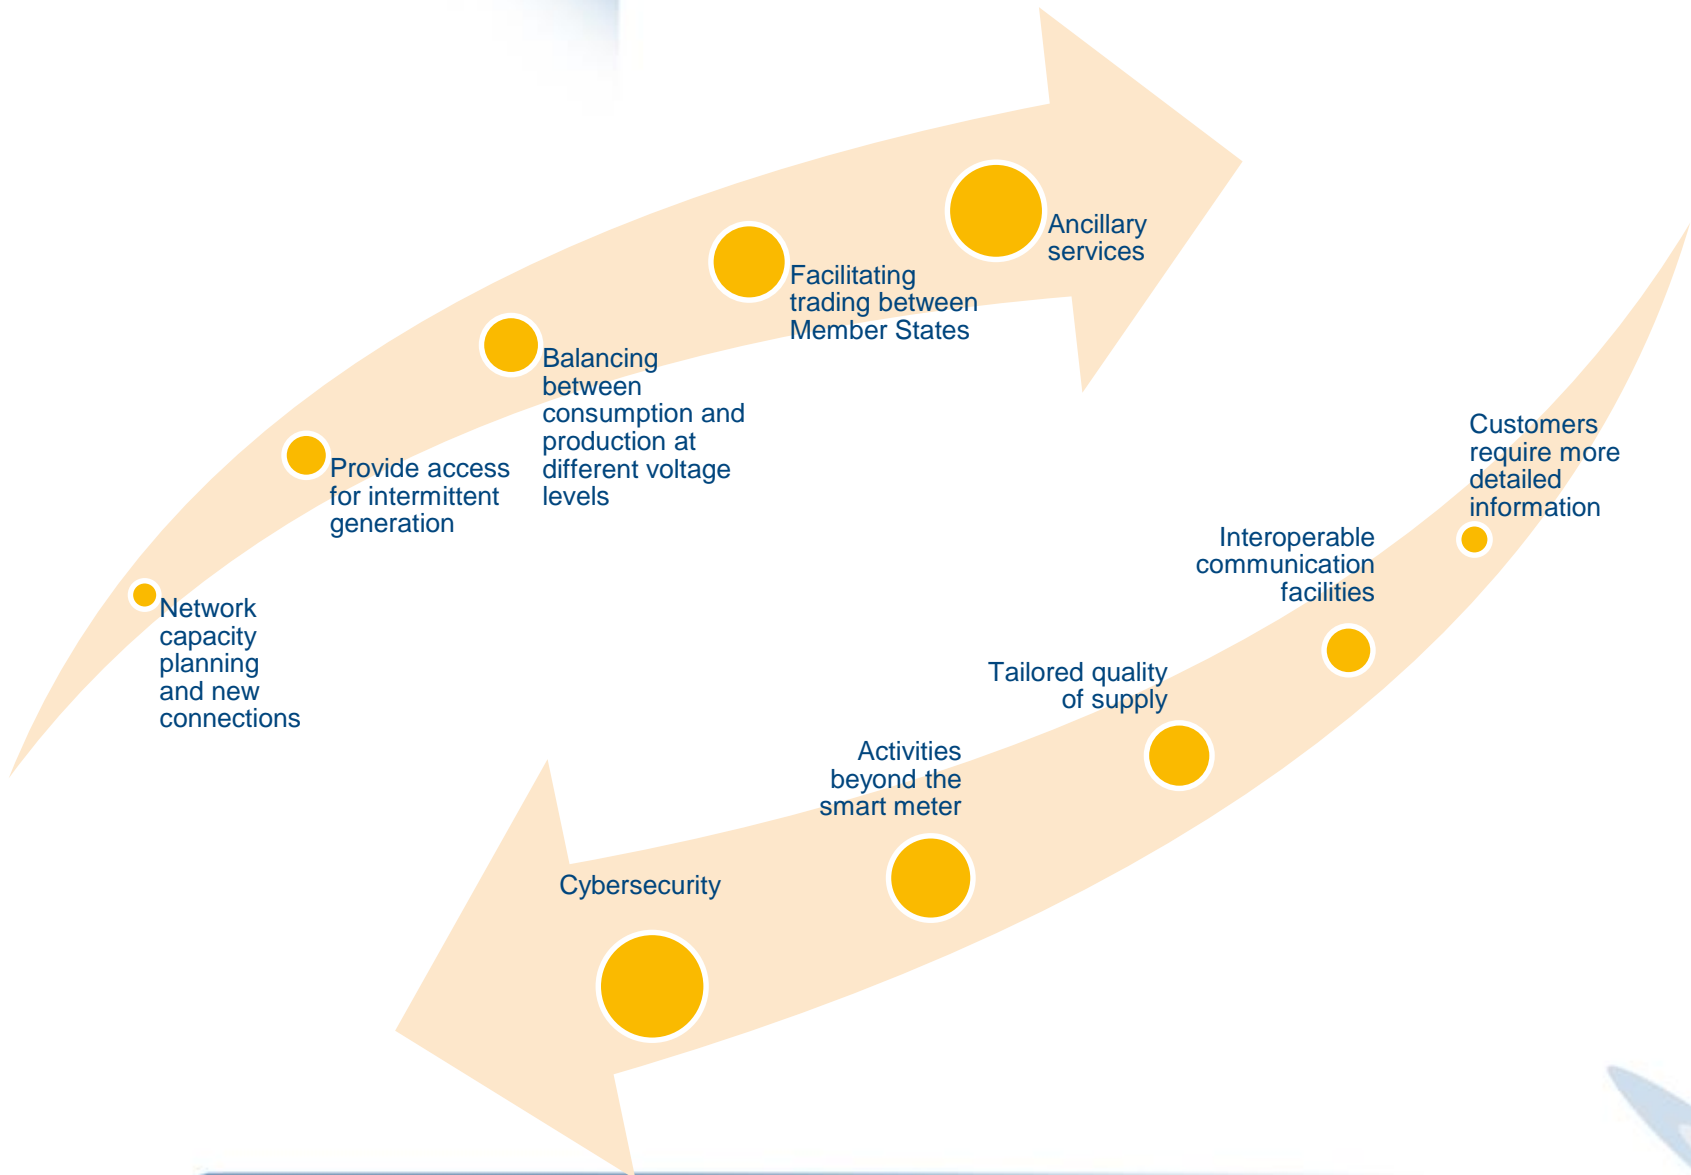 Network
capacity
planning
and new
connections
Provide access
for intermittent
generation
Balancing
between
consumption and
production at
different voltage
levels
Facilitating
trading between
Member States
Ancillary
services
Customers
require more
detailed
information
Interoperable
communication
facilities
Tailored quality
of supply
Activities
beyond the
smart meter
Cybersecurity